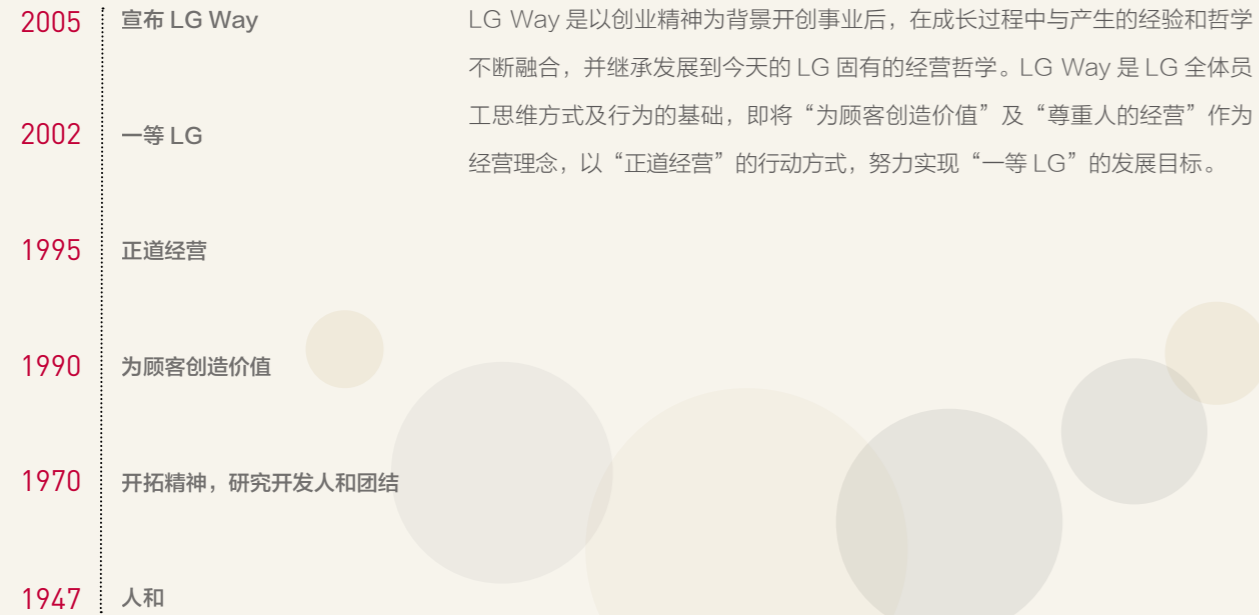 2005 宣布 LG Way
2002 一等 LG
1995 正道经营
1990 为顾客创造价值
1970 开拓精神，研究开发人和团结
1947 人和
LG Way 是以创业精神为背景开创事业后，在成长过程中与产生的经验和哲学
不断融合，并继承发展到今天的 LG 固有的经营哲学。LG Way 是 LG 全体员
工思维方式及行为的基础，即将“为顾客创造价值”及“尊重人的经营”作为
经营理念，以“正道经营”的行动方式，努力实现“一等 LG”的发展目标。